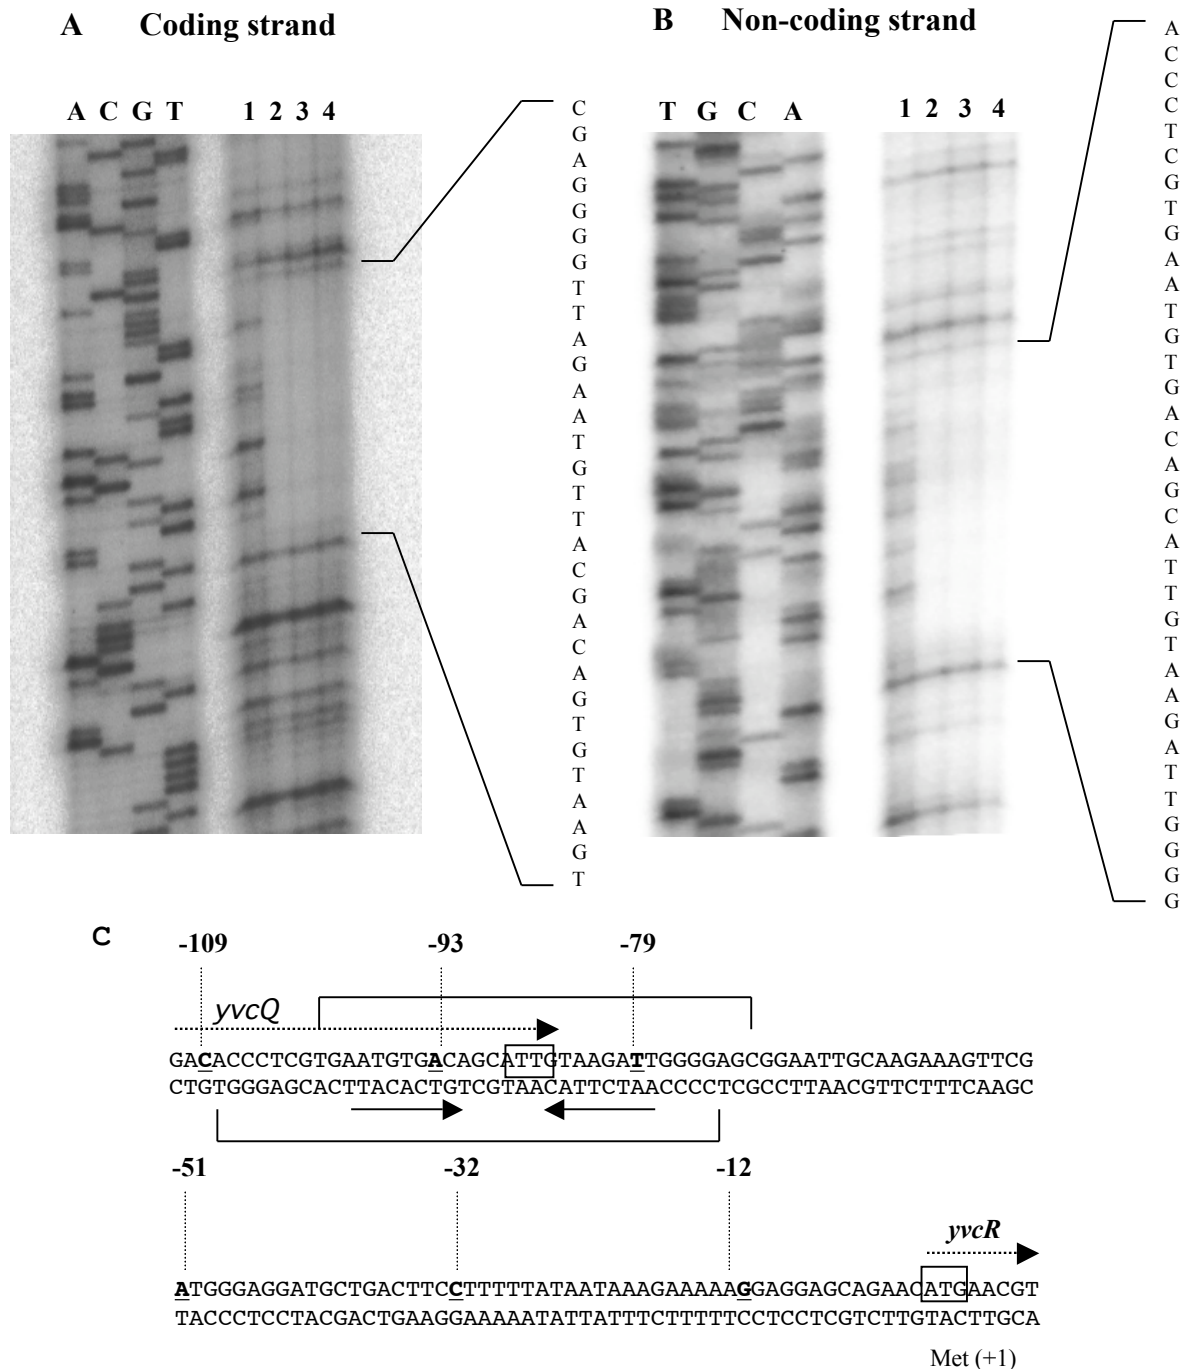 A Coding strand
A C G T 1 2 3 4
C
G
A
G
G
G
G
T
T
A
G
A
A
T
G
T
T
A
C
G
A
C
A
G
T
G
T
A
A
G
T
B Non-coding strand
T G C A 1 2 3 4
A
C
C
C
T
C
G
T
G
A
A
T
G
T
G
A
C
A
G
C
A
T
T
G
T
A
A
G
A
T
T
G
G
G
G
C
-109 -93 -79
yvcQ
GACACCCTCGTGAATGTGACAGCATTGTAAGATTGGGGAGCGGAATTGCAAGAAAGTTCG
CTGTGGGAGCACTTACACTGTCGTAACATTCTAACCCCTCGCCTTAACGTTCTTTCAAGC
-51 -32 -12
yvcR
ATGGGAGGATGCTGACTTCCTTTTTATAATAAAGAAAAAGGAGGAGCAGAACATGAACGT
TACCCTCCTACGACTGAAGGAAAAATATTATTTCTTTTTCCTCCTCGTCTTGTACTTGCA
Met (+1)